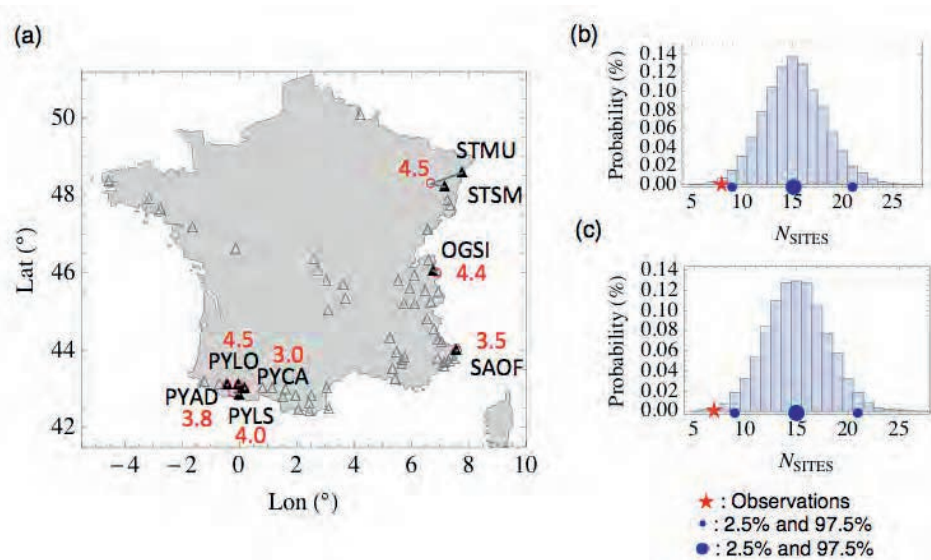 (a)
50
48
46
44
42
Lat (°)
−4 −2 0 2 4 6 8 10
Lon (°)
STMU
4.5
STSM
OGSI
4.4
3.5
SAOF
4.5 3.0
PYLO PYCA
PYAD
3.8 PYLS
4.0
(b)
Probability (%)
0.14
0.12
0.10
0.08
0.06
0.04
0.02
0.00
5 10 15 20 25
NSITES
(c)
Probability (%)
0.14
0.12
0.10
0.08
0.06
0.04
0.02
0.00
5 10 15 20 25
NSITES
★ : Observations
• : 2.5% and 97.5%
● : 2.5% and 97.5%